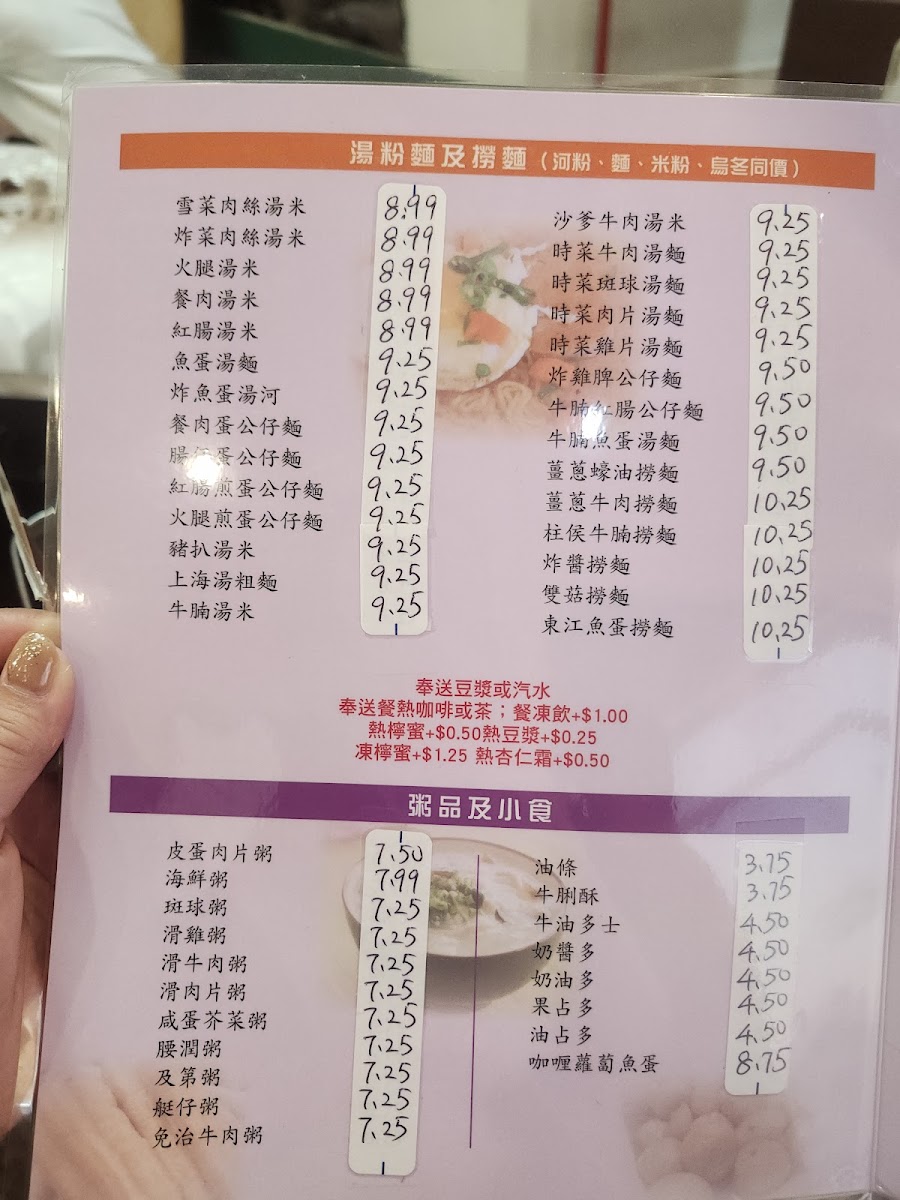 湯粉麵及撈麵（河粉、麵、米粉、烏冬同價）
雪菜肉絲湯米 8.99
炸菜肉絲湯米 8.99
火腿湯米 8.99
餐肉湯米 8.99
紅腸湯米 8.99
魚蛋湯麵 9.25
炸魚蛋湯河 9.25
餐肉蛋公仔麵 9.25
腸仔蛋公仔麵 9.25
紅腸煎蛋公仔麵 9.25
火腿煎蛋公仔麵 9.25
豬扒湯米 9.25
上海湯粗麵 9.25
牛腩湯米 9.25
沙爹牛肉湯米 9.25
時菜牛肉湯麵 9.25
時菜斑球湯麵 9.25
時菜肉片湯麵 9.25
時菜雞片湯麵 9.25
炸雞脾公仔麵 9.50
牛腩紅腸公仔麵 9.50
牛腩魚蛋湯麵 9.50
薑蔥蠔油撈麵 9.50
薑蔥牛肉撈麵 10.25
柱侯牛腩撈麵 10.25
炸醬撈麵 10.25
雙菇撈麵 10.25
東江魚蛋撈麵 10.25
奉送豆漿或汽水
奉送餐熱咖啡或茶；餐凍飲+$1.00
熱檸蜜+$0.50熱豆漿+$0.25
凍檸蜜+$1.25 熱杏仁霜+$0.50
粥品及小食
皮蛋肉片粥 7.50
海鮮粥 7.99
斑球粥 7.25
滑雞粥 7.25
滑牛肉粥 7.25
滑肉片粥 7.25
咸蛋芥菜粥 7.25
腰潤粥 7.25
及第粥 7.25
艇仔粥 7.25
免治牛肉粥 7.25
油條 3.75
牛脷酥 3.75
牛油多士 4.50
奶醬多 4.50
奶油多 4.50
果占多 4.50
油占多 4.50
咖喱蘿蔔魚蛋 8.75